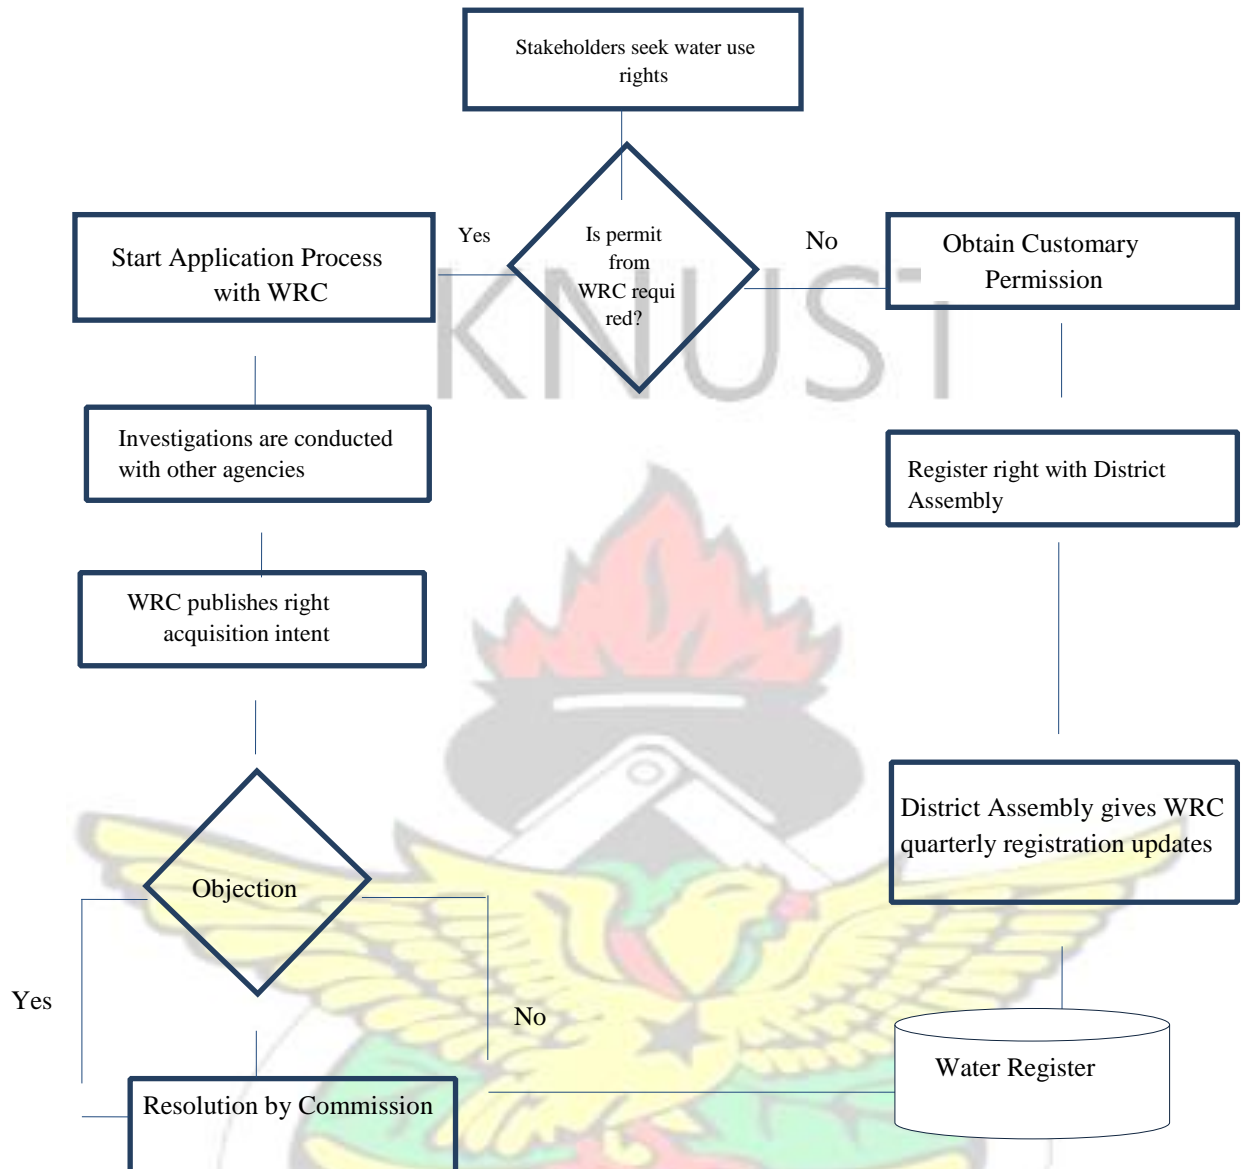 Stakeholders seek water use
rights
Yes
Is permit
from
WRC requi
red?
No
Start Application Process
with WRC
Obtain Customary
Permission
KNUST
Investigations are conducted
with other agencies
Register right with District
Assembly
WRC publishes right
acquisition intent
District Assembly gives WRC
quarterly registration updates
Objection
Yes
No
Water Register
Resolution by Commission